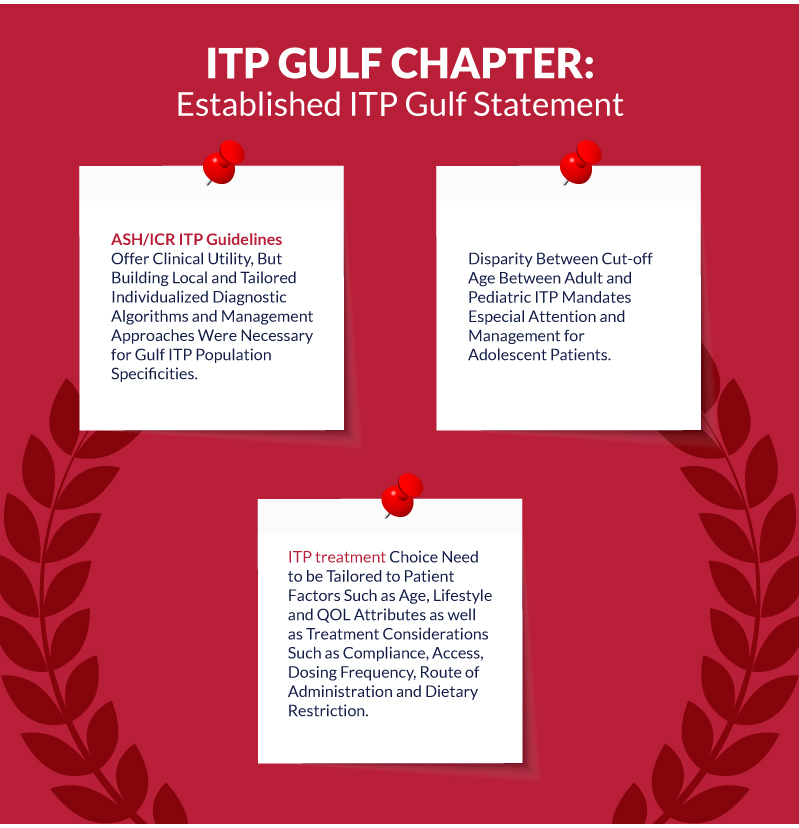 ITP GULF CHAPTER:
Established ITP Gulf Statement
ASH/ICR ITP Guidelines
Offer Clinical Utility, But
Building Local and Tailored
Individualized Diagnostic
Algorithms and Management
Approaches Were Necessary
for Gulf ITP Population
Specificities.
Disparity Between Cut-off
Age Between Adult and
Pediatric ITP Mandates
Especial Attention and
Management for
Adolescent Patients.
ITP treatment Choice Need
to be Tailored to Patient
Factors Such as Age, Lifestyle
and QOL Attributes as well
as Treatment Considerations
Such as Compliance, Access,
Dosing Frequency, Route of
Administration and Dietary
Restriction.